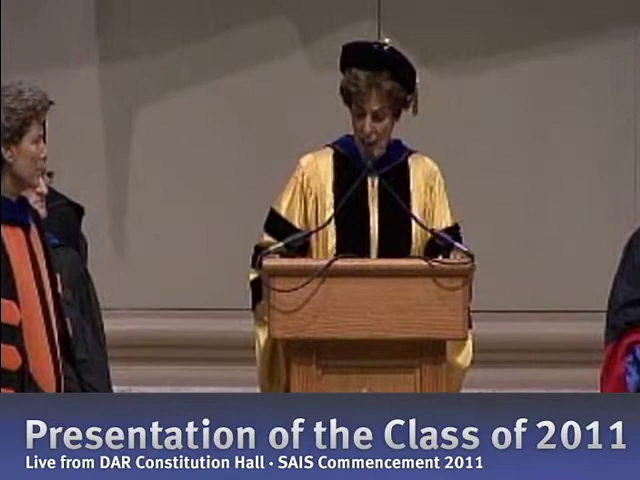 Presentation of the Class of 2011
Live from DAR Constitution Hall · SAIS Commencement 2011